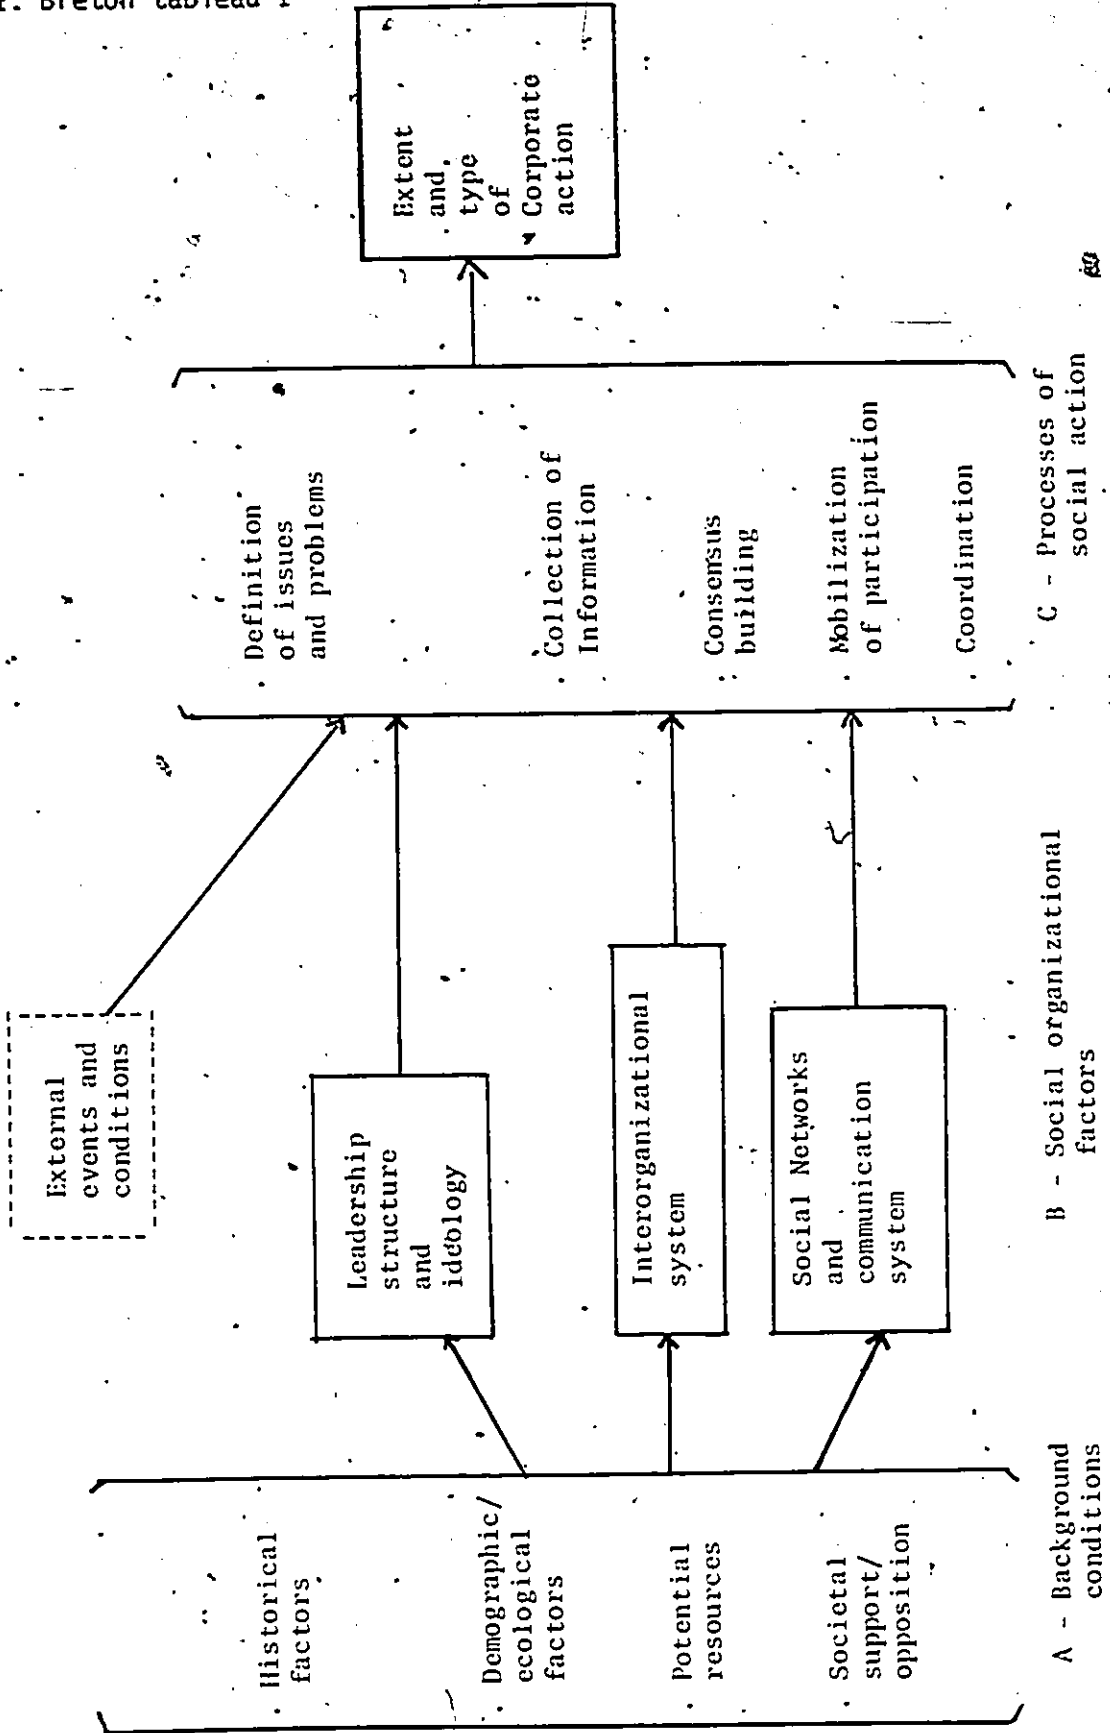 r. Breton tableau 1
Historical
factors
Demographic/
ecological
factors
Potential
resources
Societal
support/
opposition
A - Background
conditions
External
events and
conditions
Leadership
structure
and
ideology
Interorganizational
system
Social Networks
and
communication
system
B - Social organizational
factors
Definition
of issues
and problems
Collection of
Information
Consensus
building
Mobilization
of participation
Coordination
C - Processes of
social action
Extent
and,
type
of
Corporate
action